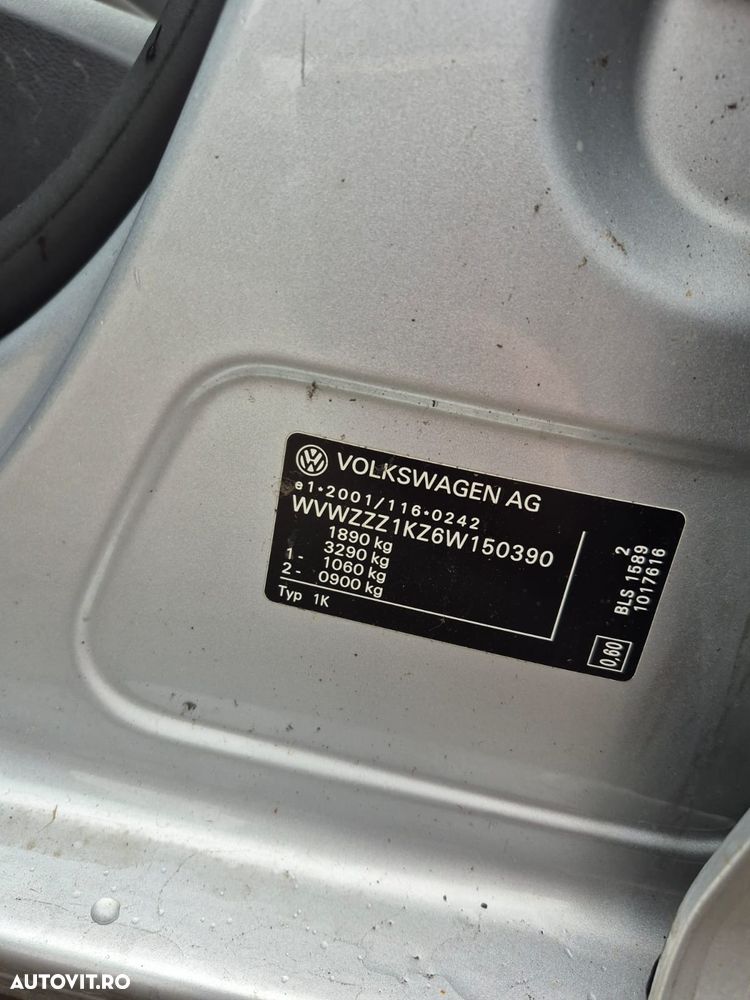 VOLKSWAGEN AG
e1*2001/116*0242
WVWZZZ1KZ6W150390
1890 kg
3290 kg
1- 1060 kg
2- 0900 kg
Typ 1K
2
BLS 1589
1017616
0,60
AUTOVIT.RO